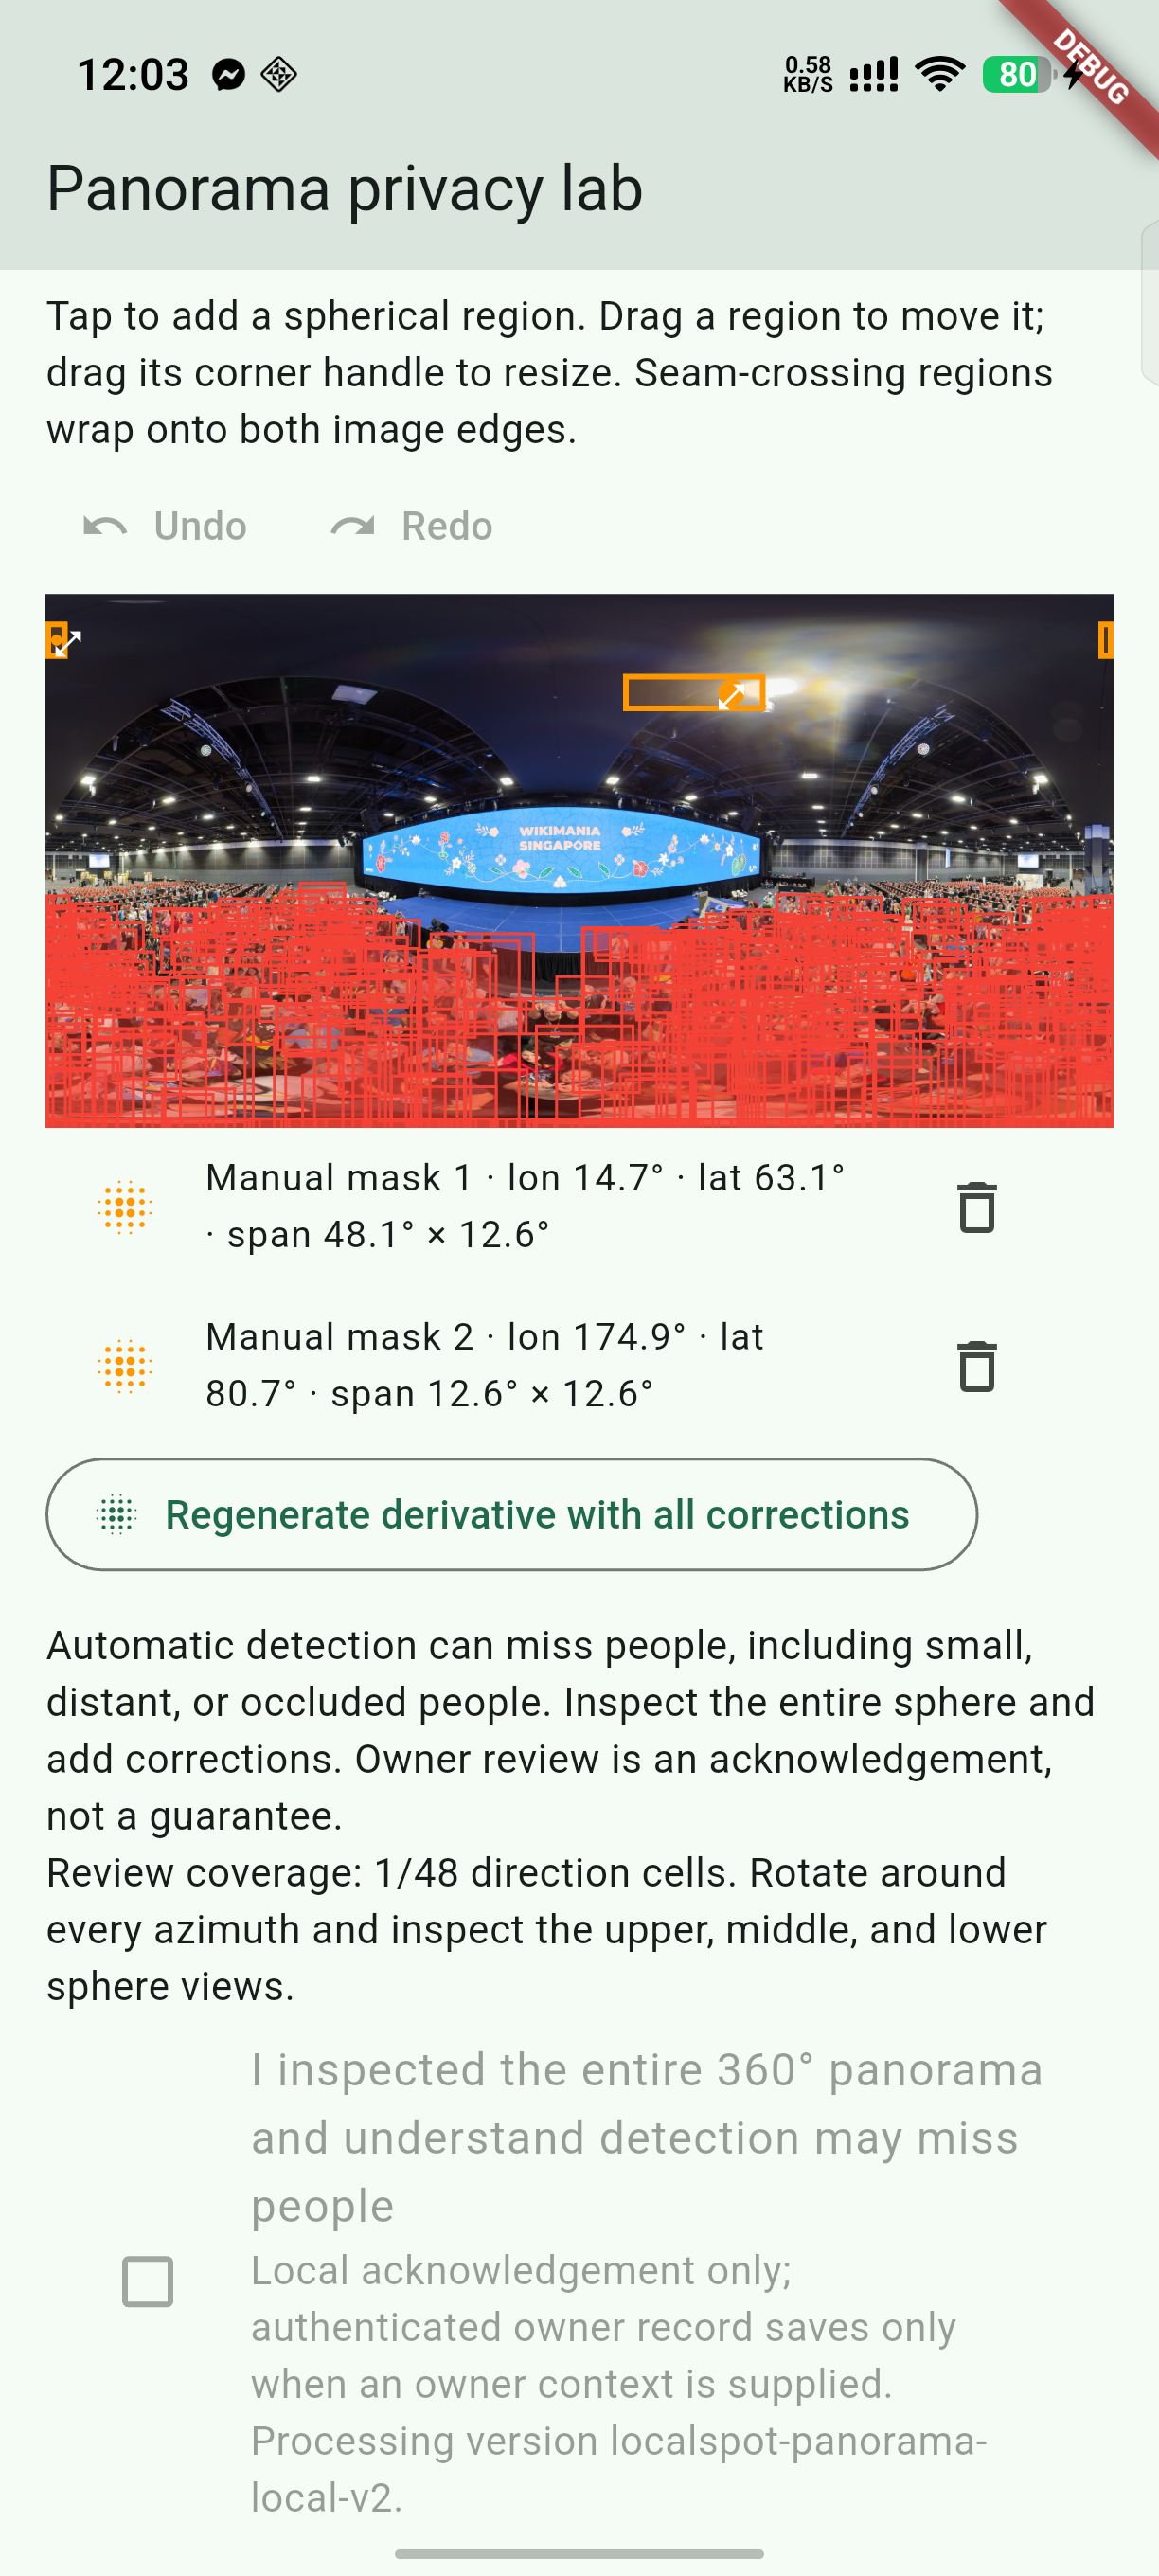 12:03
0.58
KB/S
80
DEBUG
Panorama privacy lab
Tap to add a spherical region. Drag a region to move it;
drag its corner handle to resize. Seam-crossing regions
wrap onto both image edges.
Undo
Redo
WIKIMANIA
SINGAPORE
Manual mask 1 · lon 14.7° · lat 63.1°
· span 48.1° × 12.6°
Manual mask 2 · lon 174.9° · lat
80.7° · span 12.6° × 12.6°
Regenerate derivative with all corrections
Automatic detection can miss people, including small,
distant, or occluded people. Inspect the entire sphere and
add corrections. Owner review is an acknowledgement,
not a guarantee.
Review coverage: 1/48 direction cells. Rotate around
every azimuth and inspect the upper, middle, and lower
sphere views.
I inspected the entire 360° panorama
and understand detection may miss
people
Local acknowledgement only;
authenticated owner record saves only
when an owner context is supplied.
Processing version localspot-panorama-
local-v2.